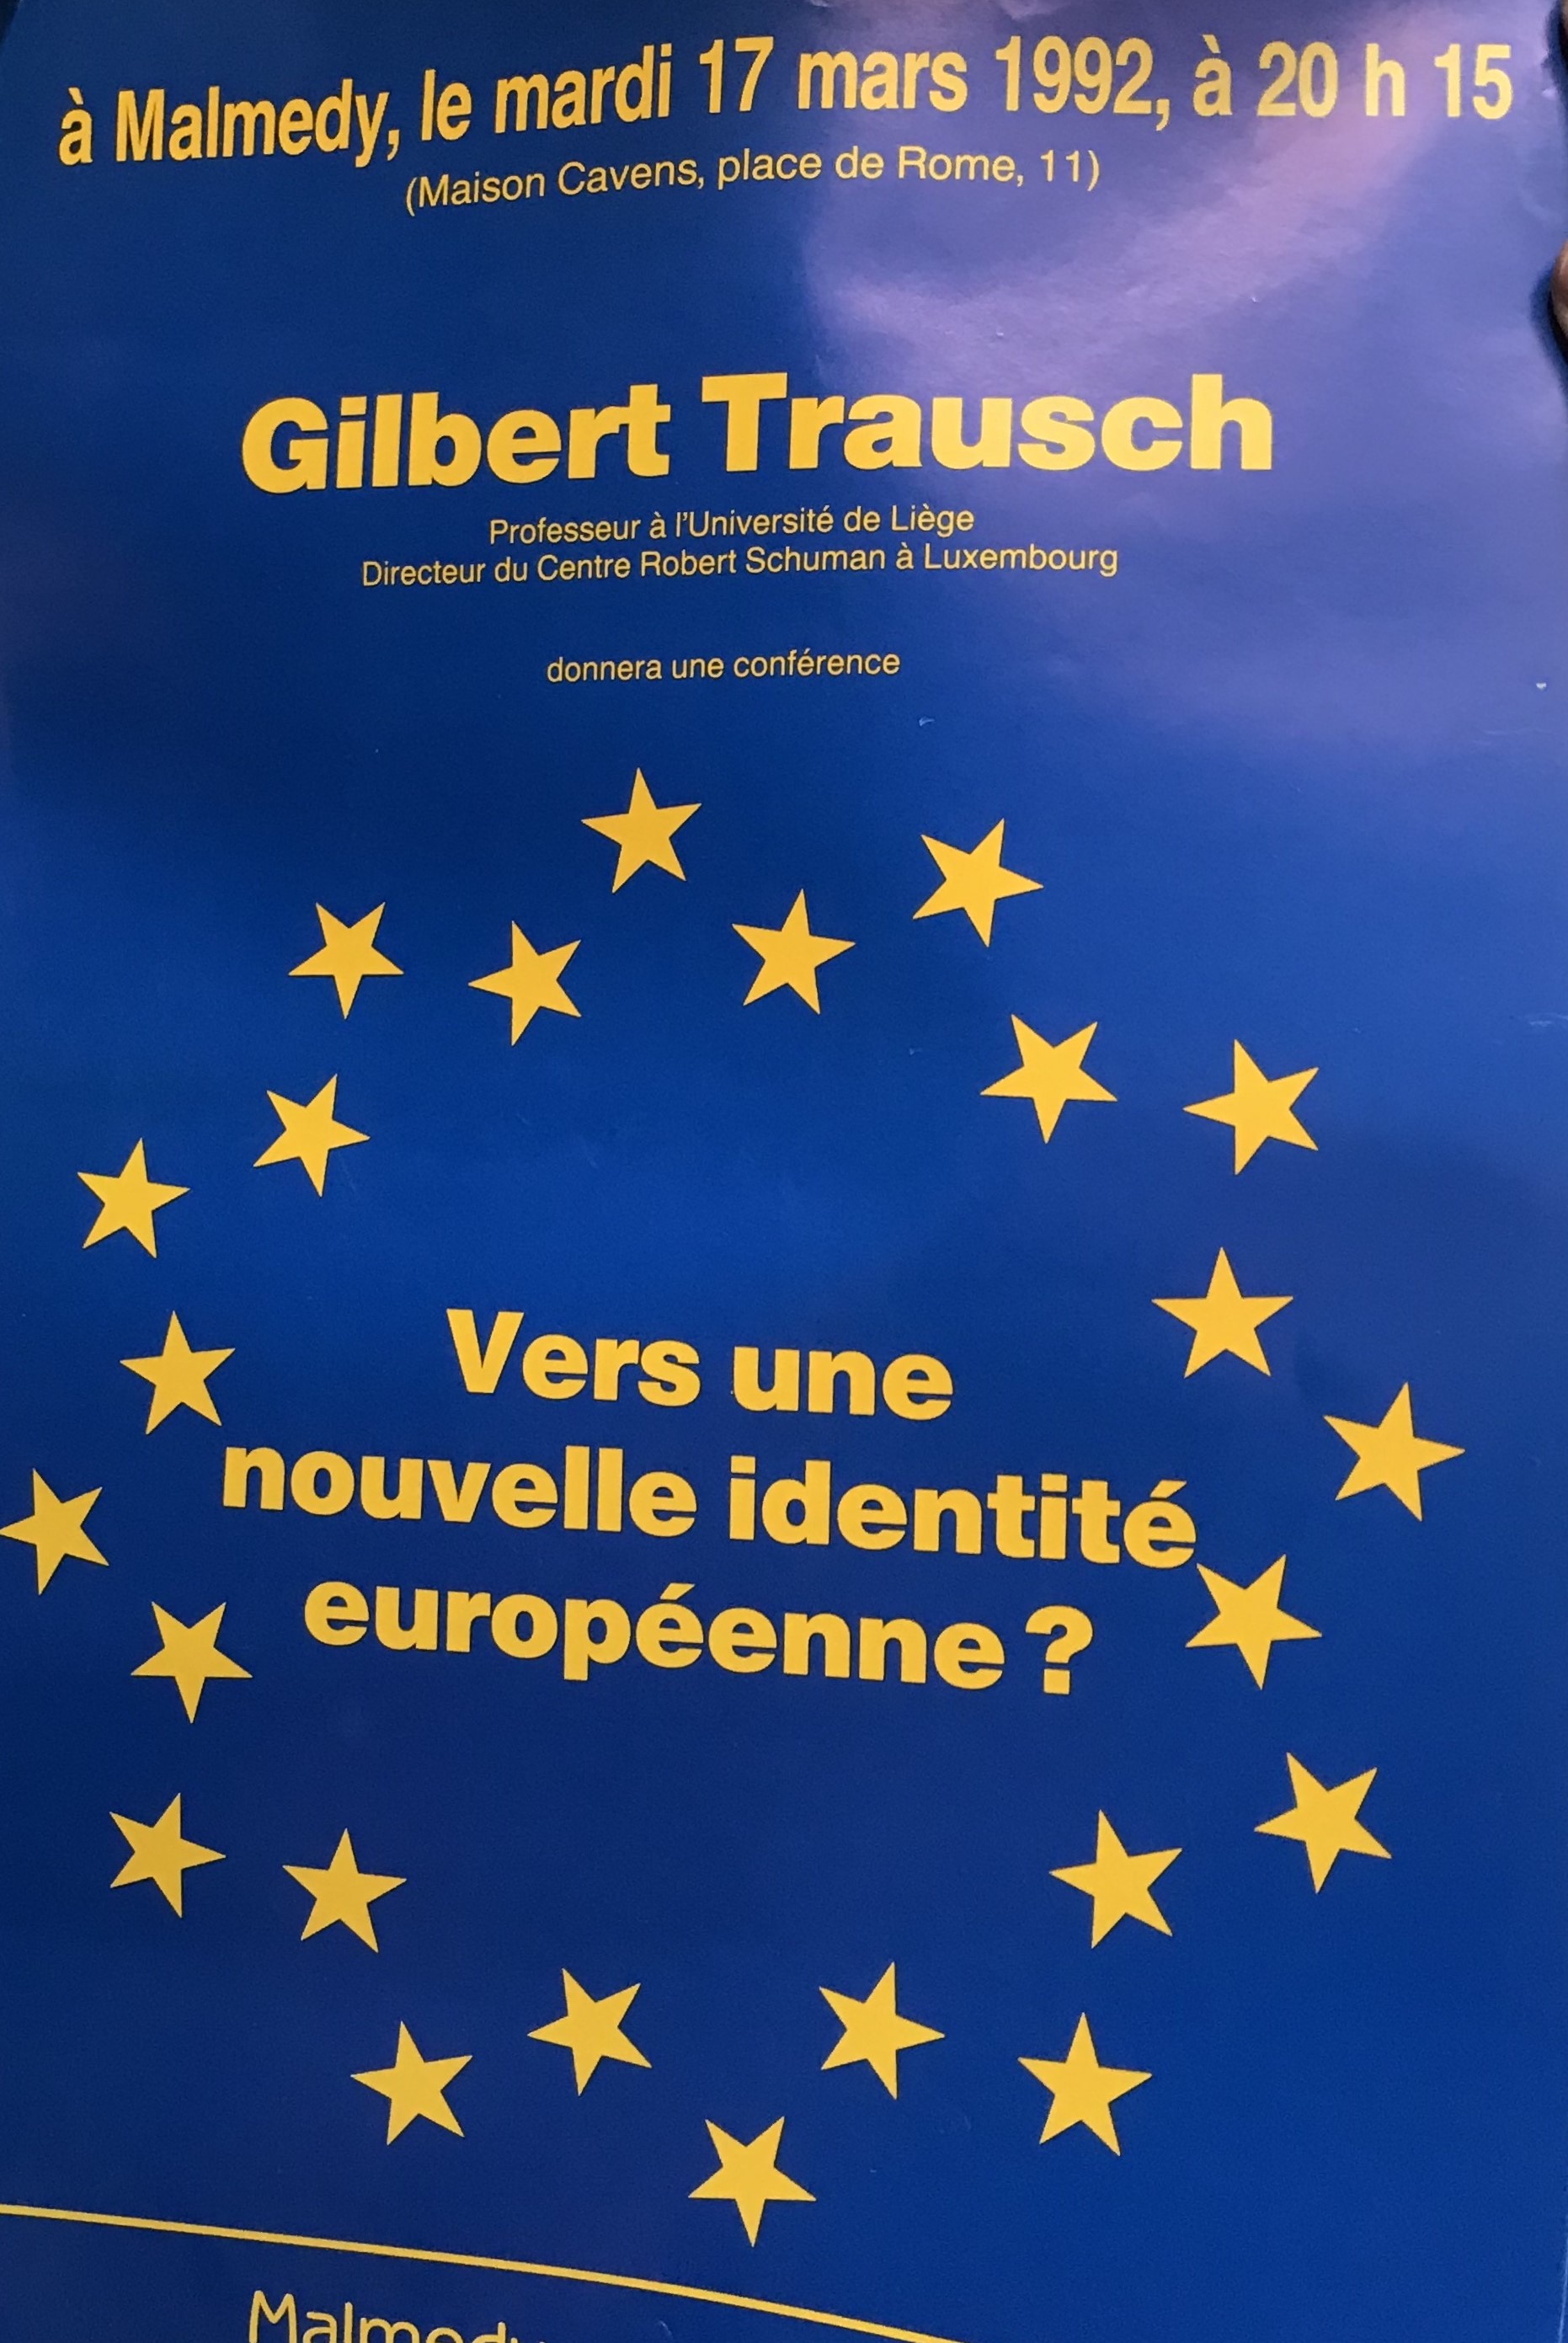 à Malmedy, le mardi 17 mars 1992, à 20 h 15
(Maison Cavens, place de Rome, 11)
Gilbert Trausch
Professeur à l'Université de Liège
Directeur du Centre Robert Schuman à Luxembourg
donnera une conférence
Vers une
nouvelle identité
européenne ?
Malmedy